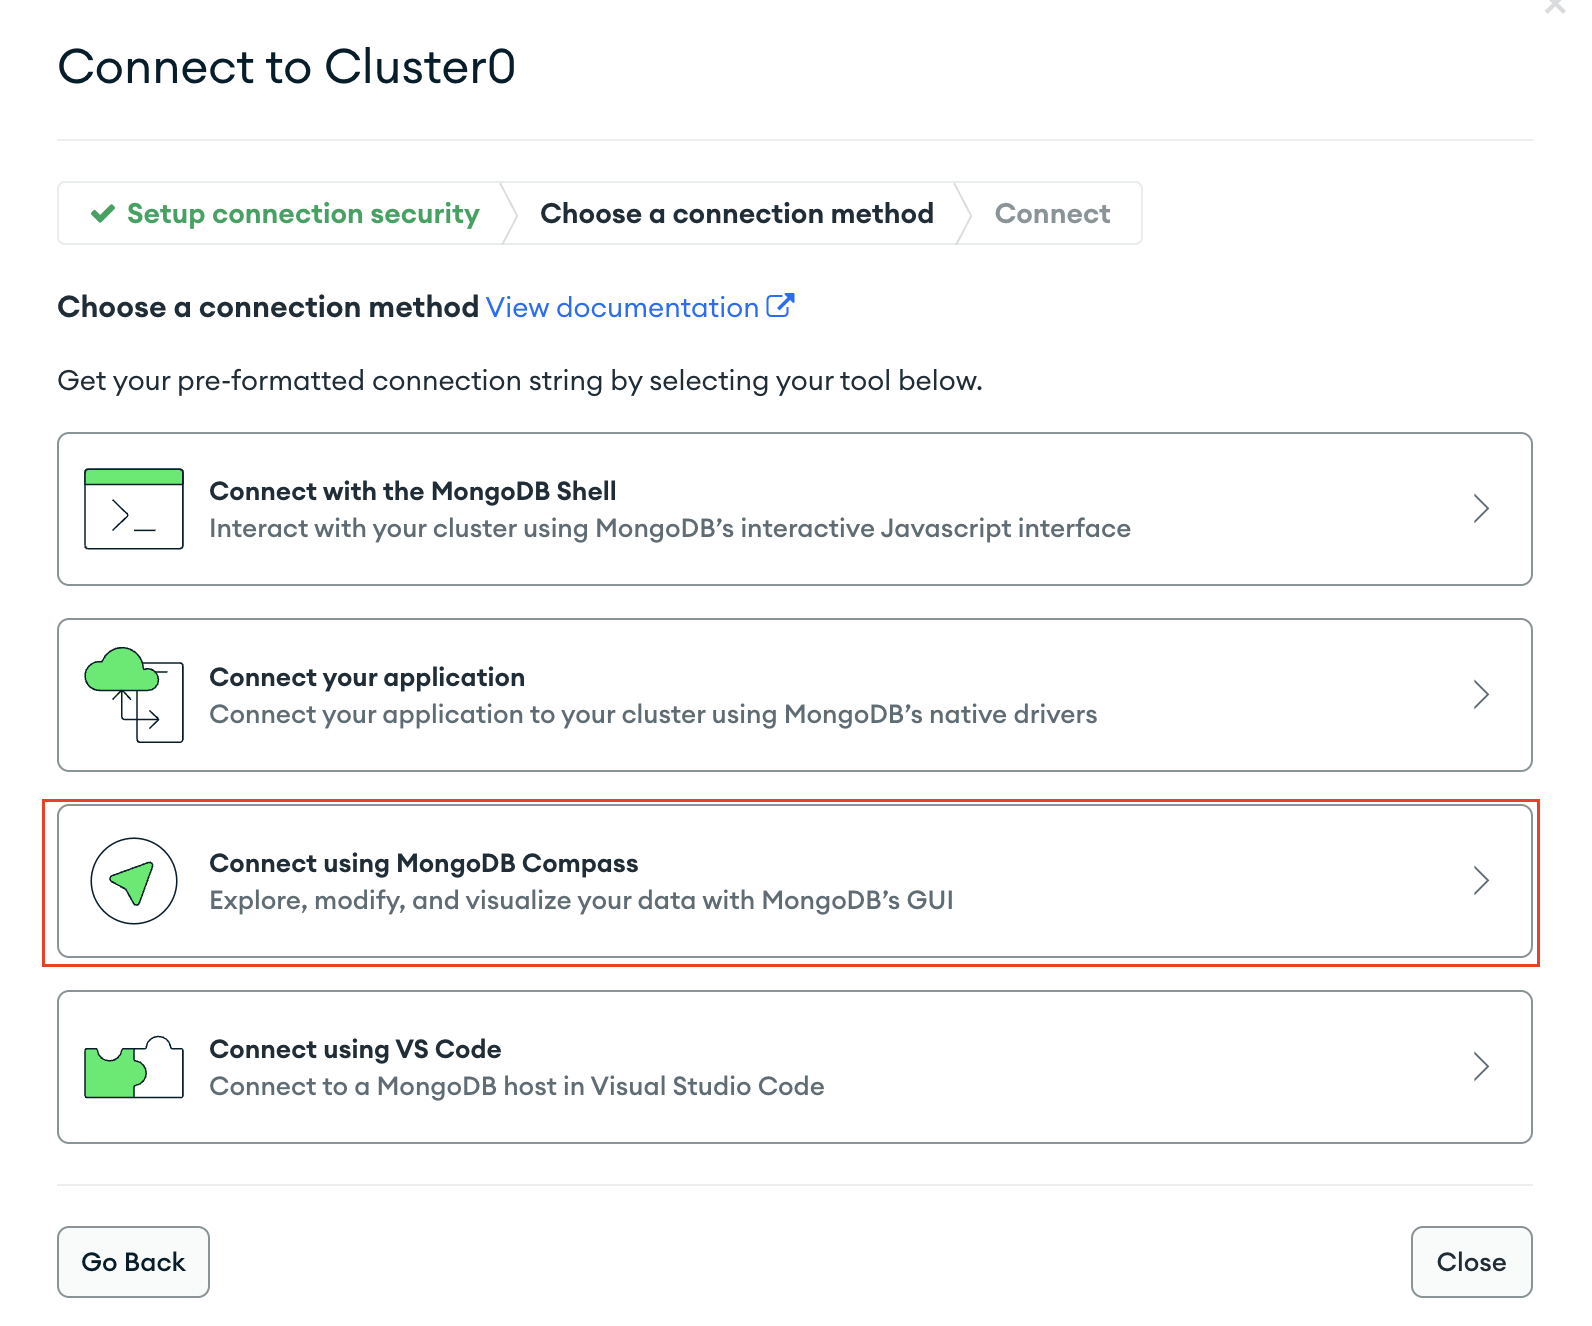 Connect to Cluster0
Setup connection security
Choose a connection method
Connect
Choose a connection method View documentation
Get your pre-formatted connection string by selecting your tool below.
Connect with the MongoDB Shell
Interact with your cluster using MongoDB’s interactive Javascript interface
Connect your application
Connect your application to your cluster using MongoDB’s native drivers
Connect using MongoDB Compass
Explore, modify, and visualize your data with MongoDB’s GUI
Connect using VS Code
Connect to a MongoDB host in Visual Studio Code
Go Back
Close